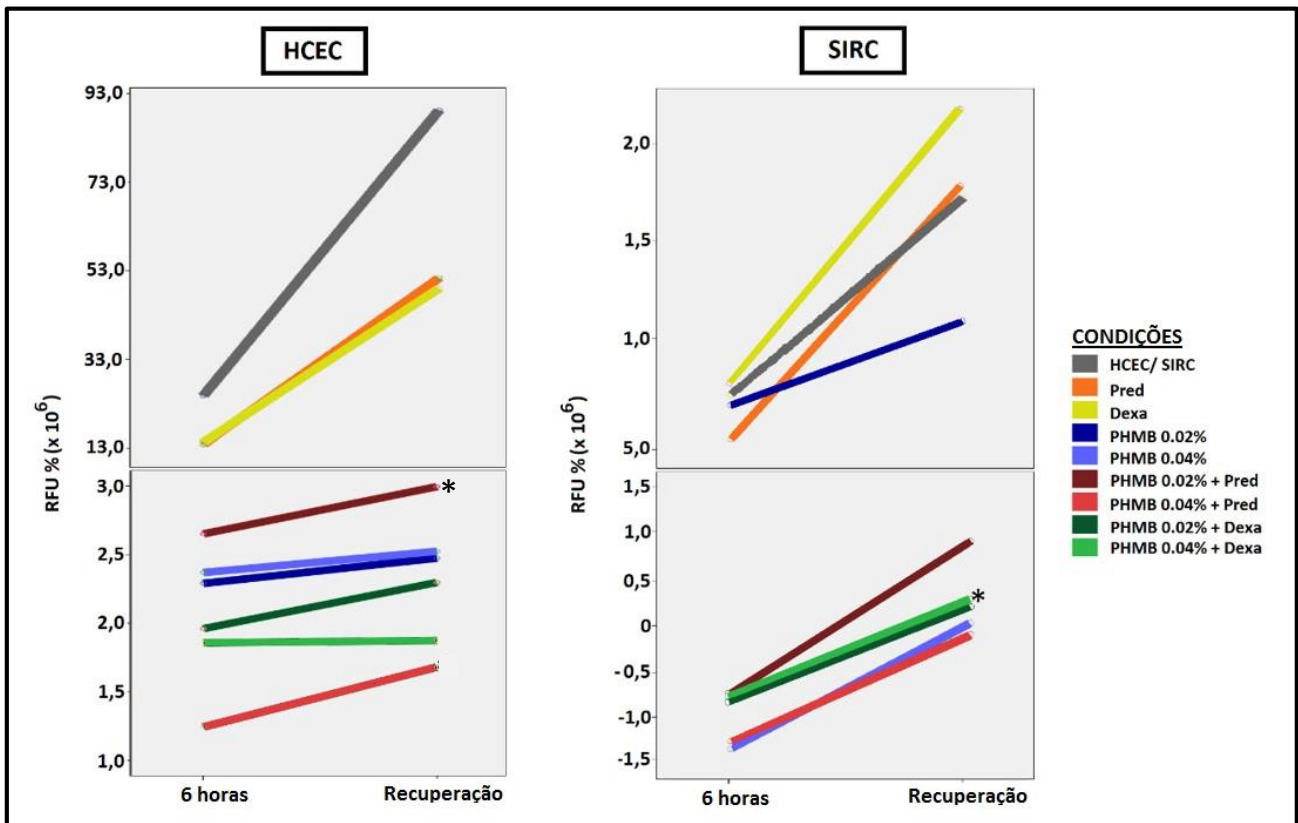 HCEC
SIRC
93,0
73,0
53,0
33,0
13,0
RFU % (x 10⁶)
3,0
2,5
2,0
1,5
1,0
RFU % (x 10⁶)
*
6 horas
Recuperação
2,0
1,5
1,0
5,0
RFU % (x 10⁶)
1,5
1,0
0,5
0
- 0,5
-1,0
-1,5
RFU % (x 10⁶)
*
6 horas
Recuperação
CONDIÇÕES
HCEC/ SIRC
Pred
Dexa
PHMB 0.02%
PHMB 0.04%
PHMB 0.02% + Pred
PHMB 0.04% + Pred
PHMB 0.02% + Dexa
PHMB 0.04% + Dexa